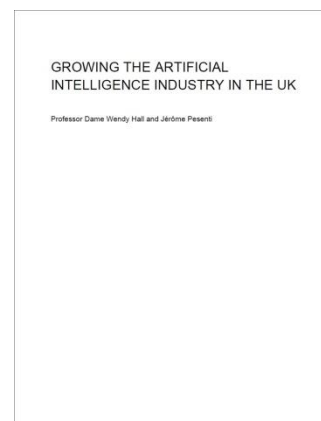 GROWING THE ARTIFICIAL
INTELLIGENCE INDUSTRY IN THE UK
Professor Dame Wendy Hall and Jérôme Pesenti